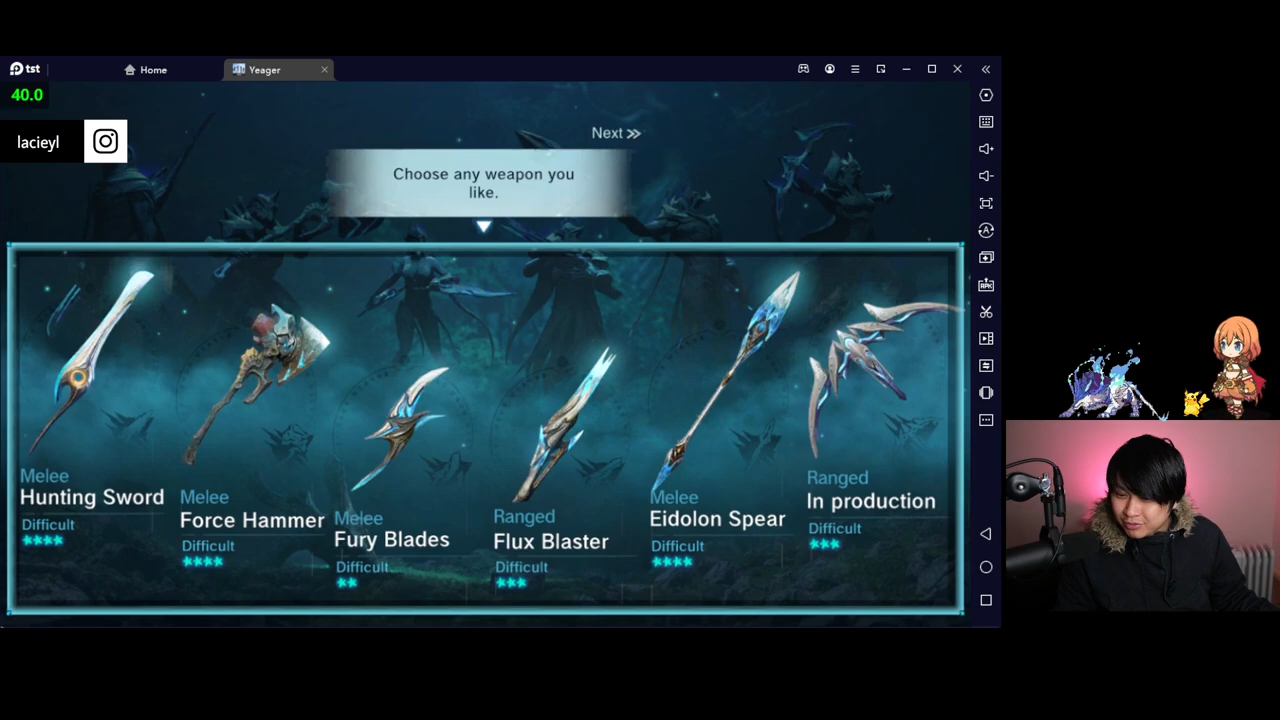 tst
Home
Yeager
40.0
lacieyl
Next
Choose any weapon you
like.
Melee
Hunting Sword
Difficult
Melee
Force Hammer
Difficult
Melee
Fury Blades
Difficult
Ranged
Flux Blaster
Difficult
Melee
Eidolon Spear
Difficult
Ranged
In production
Difficult
A
APK